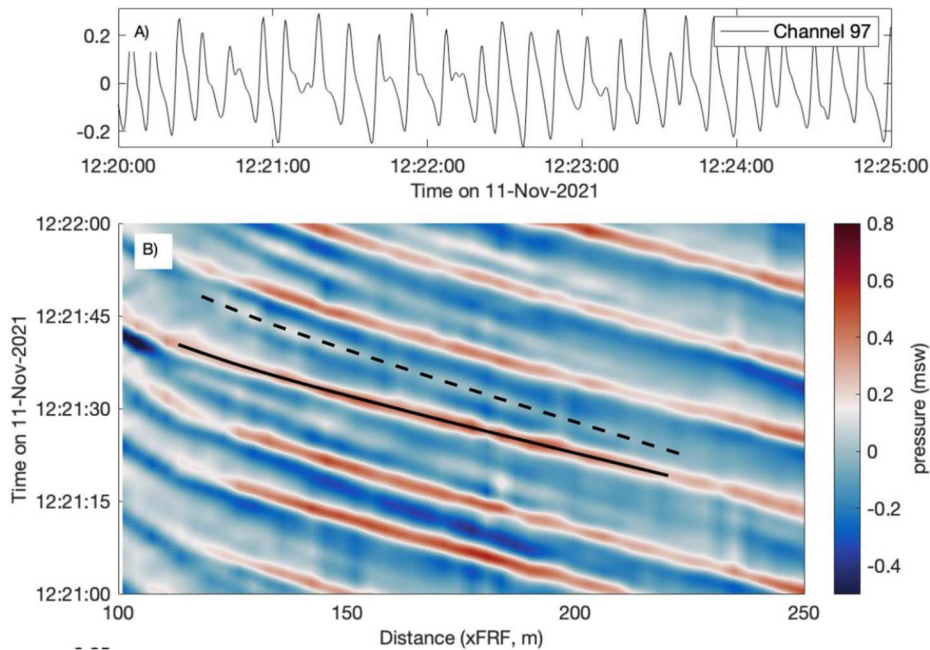 A)
Channel 97
0.2
0
-0.2
12:20:00 12:21:00 12:22:00 12:23:00 12:24:00 12:25:00
Time on 11-Nov-2021
12:22:00
B)
12:21:45
12:21:30
12:21:15
12:21:00
Time on 11-Nov-2021
100 150 200 250
Distance (xFRF, m)
0.8
0.6
0.4
0.2
0
-0.2
-0.4
pressure (msw)